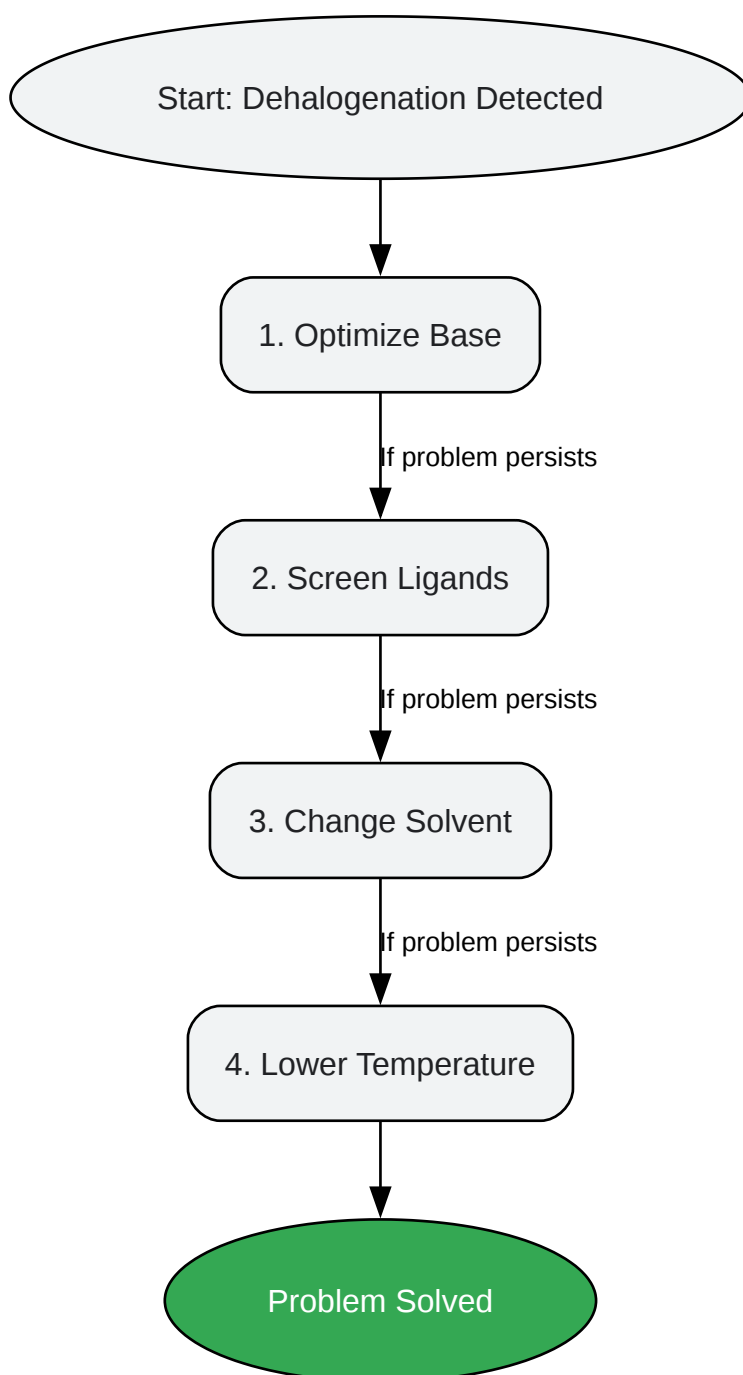 Start: Dehalogenation Detected
1. Optimize Base
If problem persists
2. Screen Ligands
If problem persists
3. Change Solvent
If problem persists
4. Lower Temperature
Problem Solved